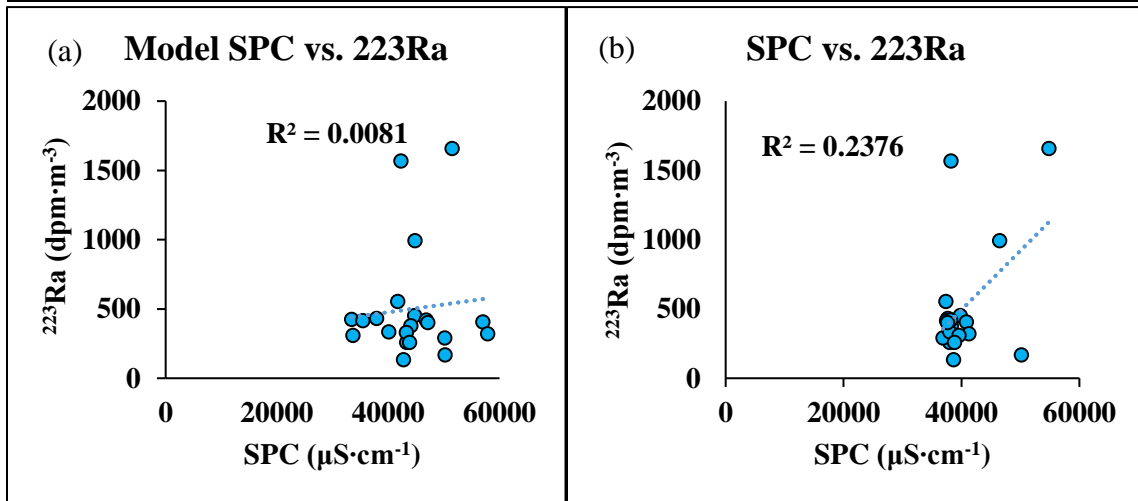 (a) Model SPC vs. 223Ra
2000
1500
1000
500
0
R² = 0.0081
²²³Ra (dpm·m⁻³)
0 20000 40000 60000
SPC (µS·cm⁻¹)
(b) SPC vs. 223Ra
2000
1500
1000
500
0
R² = 0.2376
²²³Ra (dpm·m⁻³)
0 20000 40000 60000
SPC (µS·cm⁻¹)